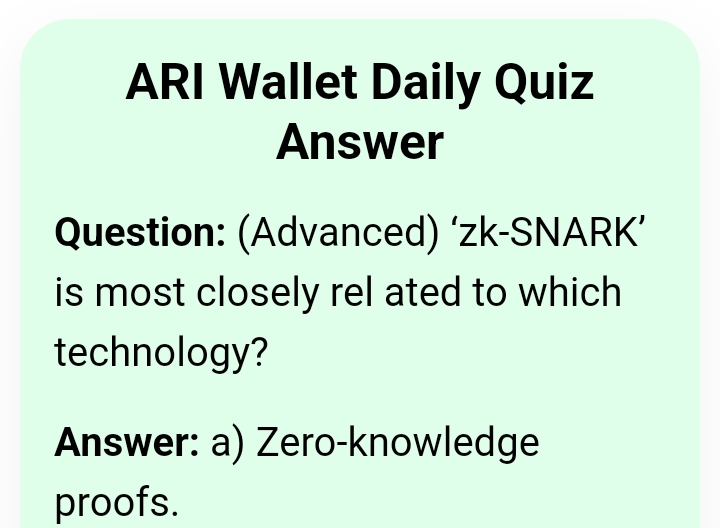 ARI Wallet Daily Quiz
Answer
Question: (Advanced) ‘zk-SNARK’
is most closely rel ated to which
technology?
Answer: a) Zero-knowledge
proofs.